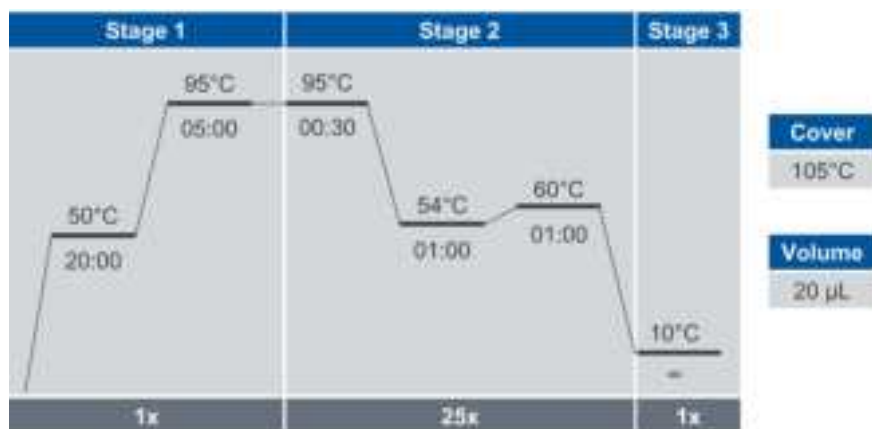 Stage 1 Stage 2 Stage 3
95°C 95°C
05:00 00:30
Cover
105°C
50°C 54°C 60°C
20:00 01:00 01:00
Volume
20 µL
10°C
∞
1x 25x 1x